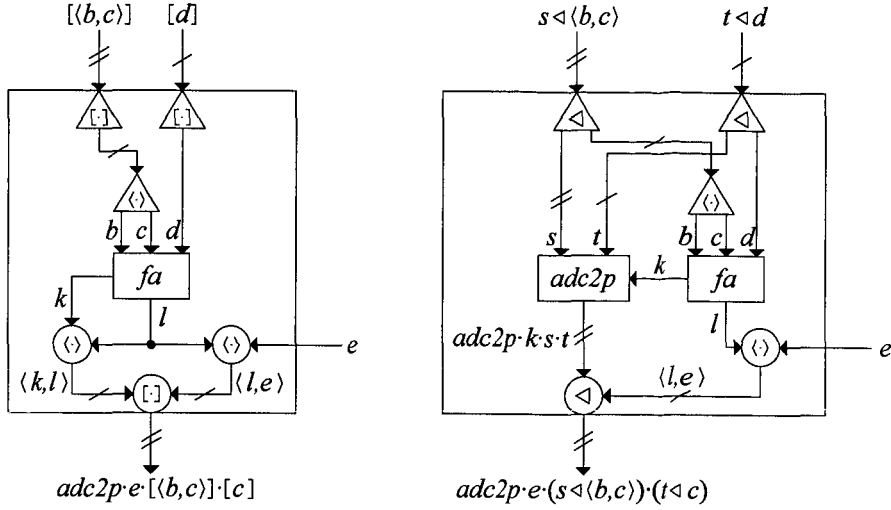 [⟨b,c⟩] [d] s◁⟨b,c⟩ t◁d
[·] [·] ◁ ◁
⟨·⟩ ⟨·⟩
b c d s t b c d
fa adc2p k fa
k l l
⟨·⟩ ⟨·⟩ e adc2p·k·s·t ⟨·⟩ e
⟨k,l⟩ [·] ⟨l,e⟩ ◁ ⟨l,e⟩
adc2p·e·[⟨b,c⟩]·[c] adc2p·e·(s◁⟨b,c⟩)·(t◁c)